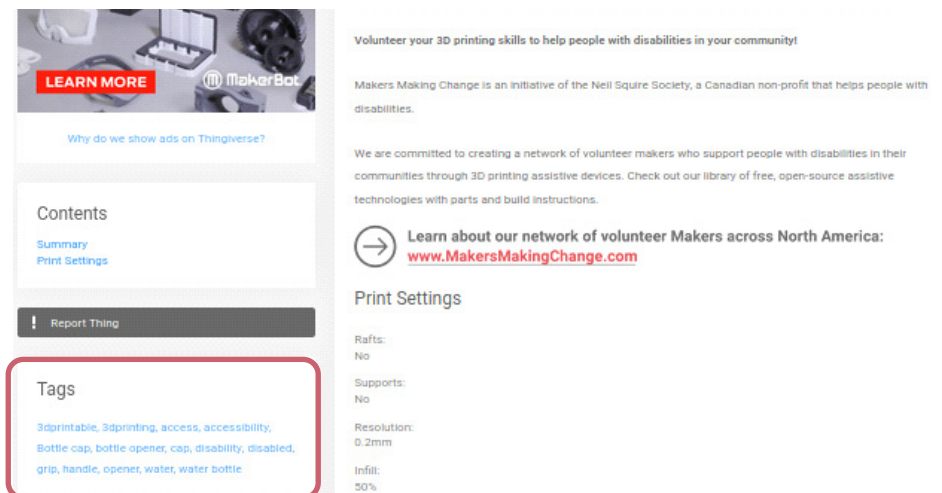 LEARN MORE
MakerBot
Why do we show ads on Thingiverse?
Contents
Summary
Print Settings
! Report Thing
Tags
3dprintable, 3dprinting, access, accessibility,
Bottle cap, bottle opener, cap, disability, disabled,
grip, handle, opener, water, water bottle
Volunteer your 3D printing skills to help people with disabilities in your community!
Makers Making Change is an initiative of the Neil Squire Society, a Canadian non-profit that helps people with
disabilities.
We are committed to creating a network of volunteer makers who support people with disabilities in their
communities through 3D printing assistive devices. Check out our library of free, open-source assistive
technologies with parts and build instructions.
Learn about our network of volunteer Makers across North America:
www.MakersMakingChange.com
Print Settings
Rafts:
No
Supports:
No
Resolution:
0.2mm
Infill:
50%